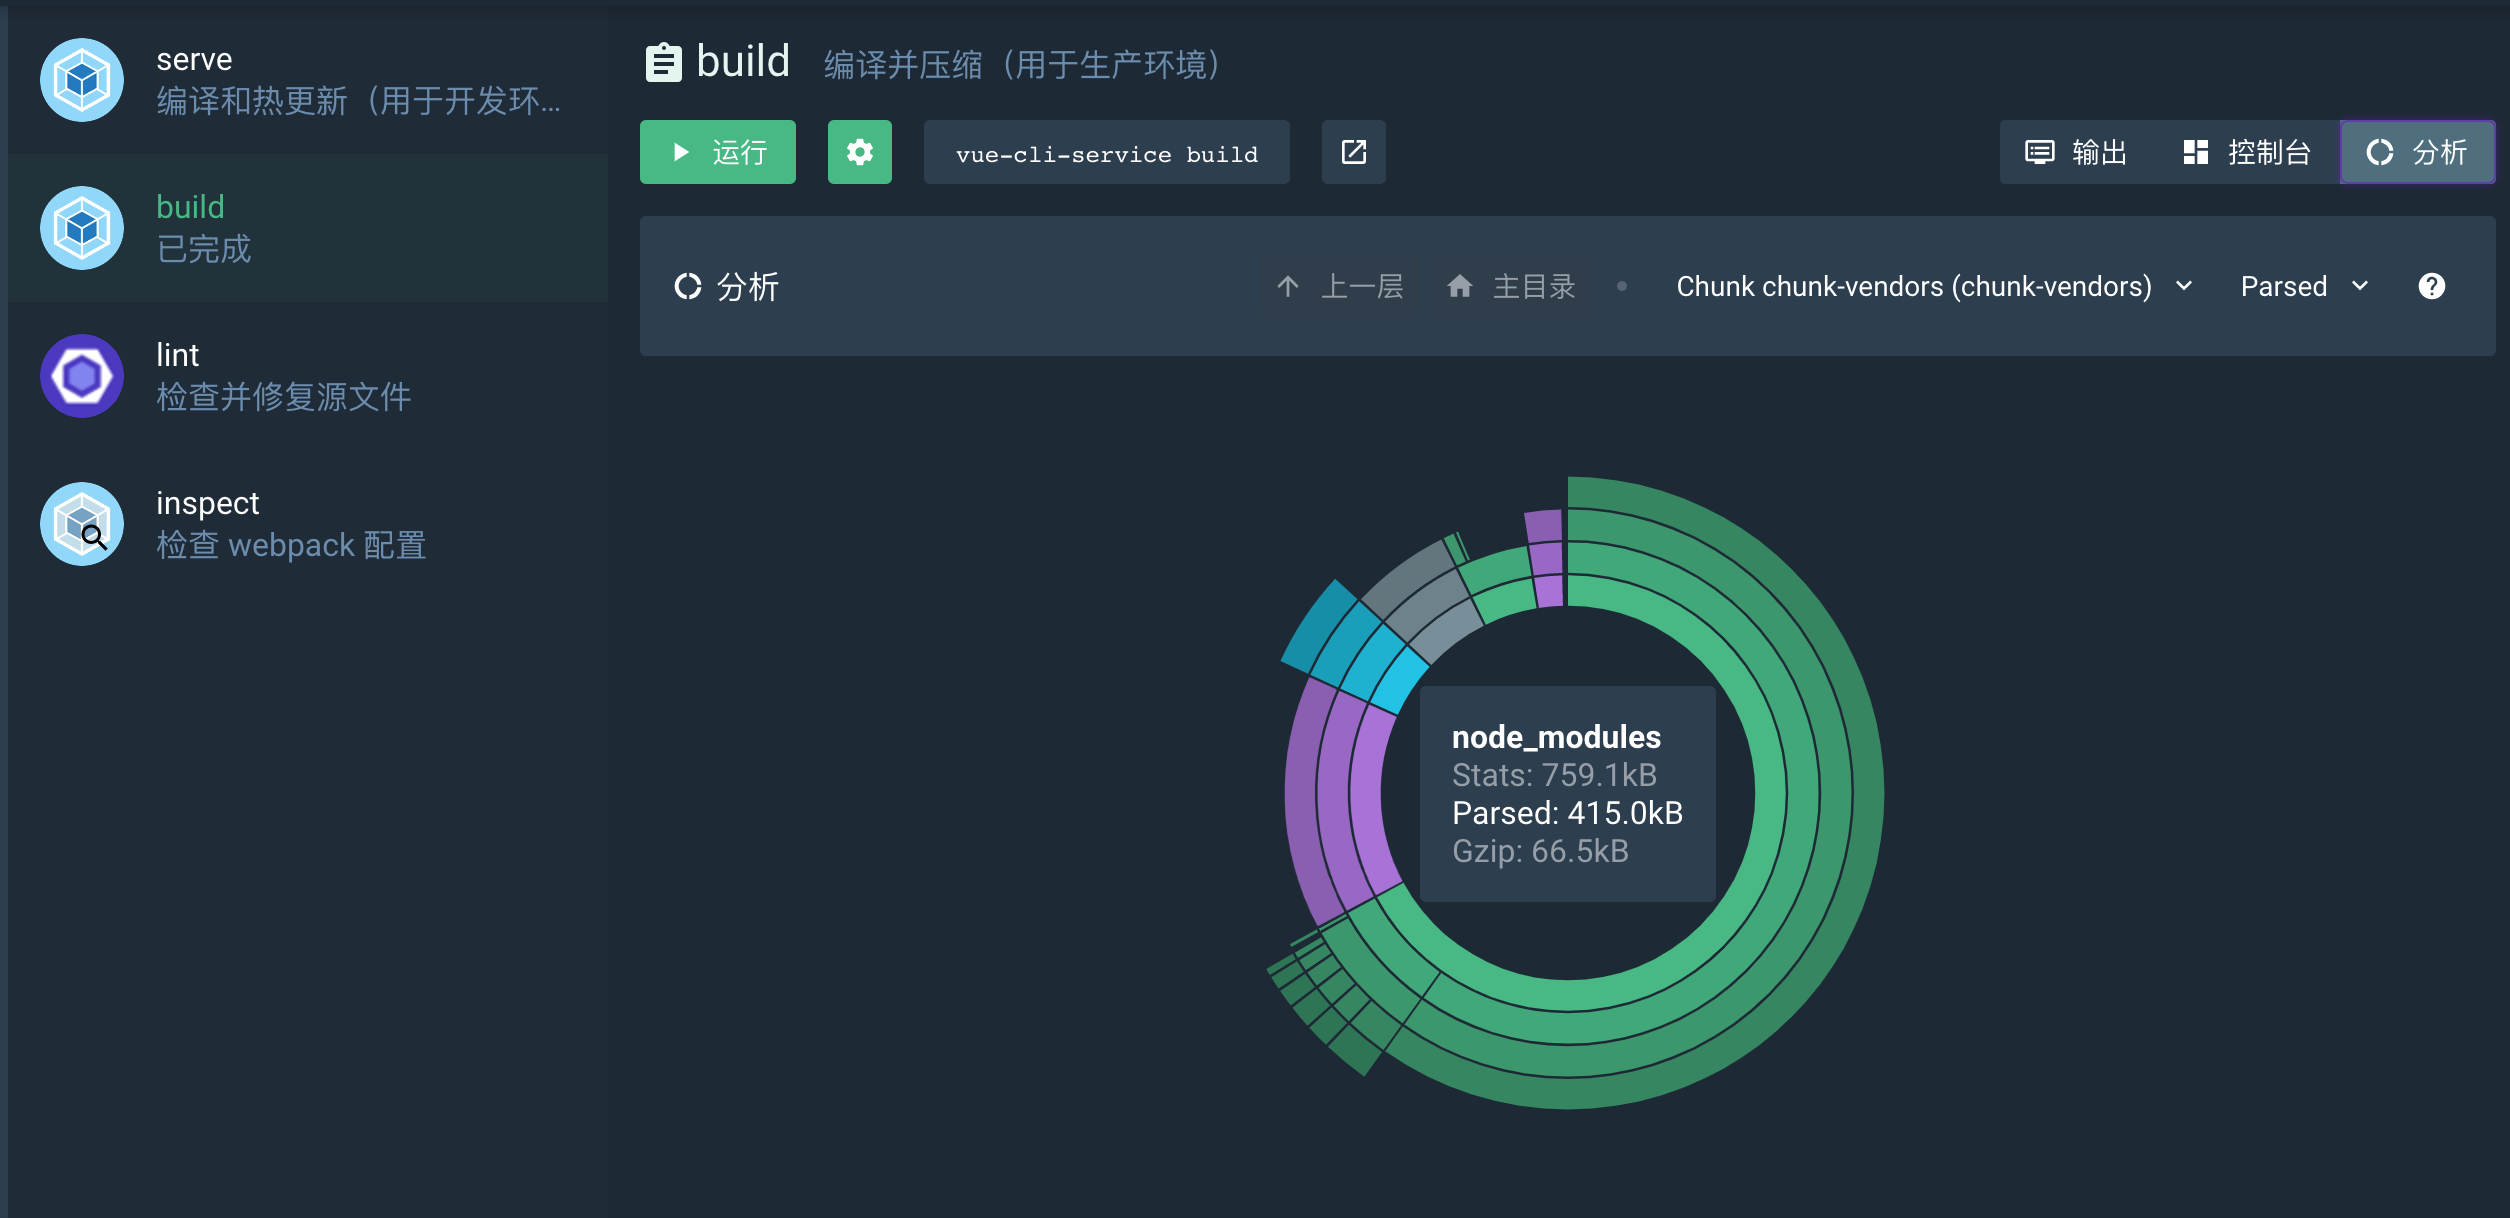 serve
编译和热更新（用于开发环...
build
已完成
lint
检查并修复源文件
inspect
检查 webpack 配置
build 编译并压缩（用于生产环境）
运行 vue-cli-service build 输出 控制台 分析
分析 上一层 主目录 Chunk chunk-vendors (chunk-vendors) Parsed
node_modules
Stats: 759.1kB
Parsed: 415.0kB
Gzip: 66.5kB